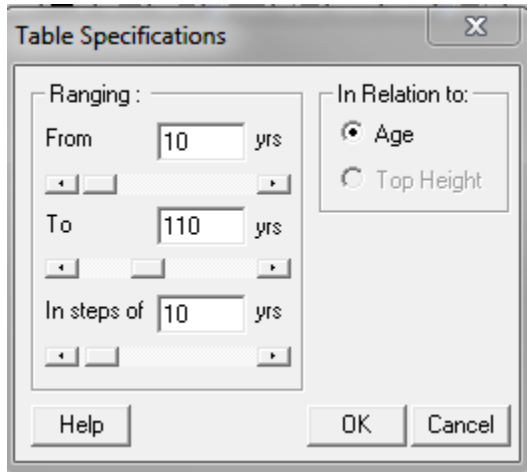 Table Specifications
Ranging :
From 10 yrs
To 110 yrs
In steps of 10 yrs
In Relation to:
Age
Top Height
Help OK Cancel